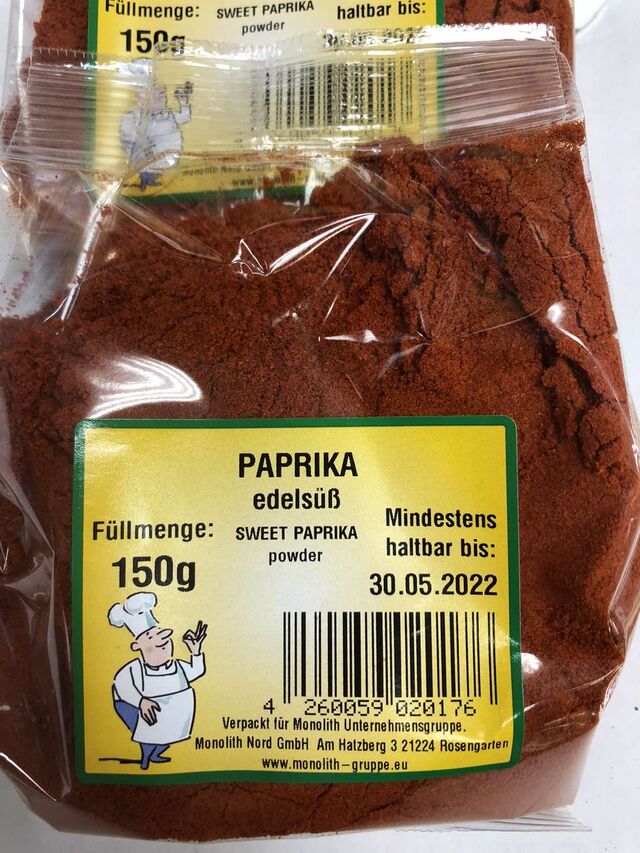 Füllmenge:
SWEET PAPRIKA
haltbar bis:
150g
powder
PAPRIKA
edelsüß
Füllmenge:
SWEET PAPRIKA
Mindestens
150g
powder
haltbar bis:
30.05.2022
4 260059 020176
Verpackt für Monolith Unternehmensgruppe.
Monolith Nord GmbH Am Hatzberg 3 21224 Rosengarten
www.monolith-gruppe.eu